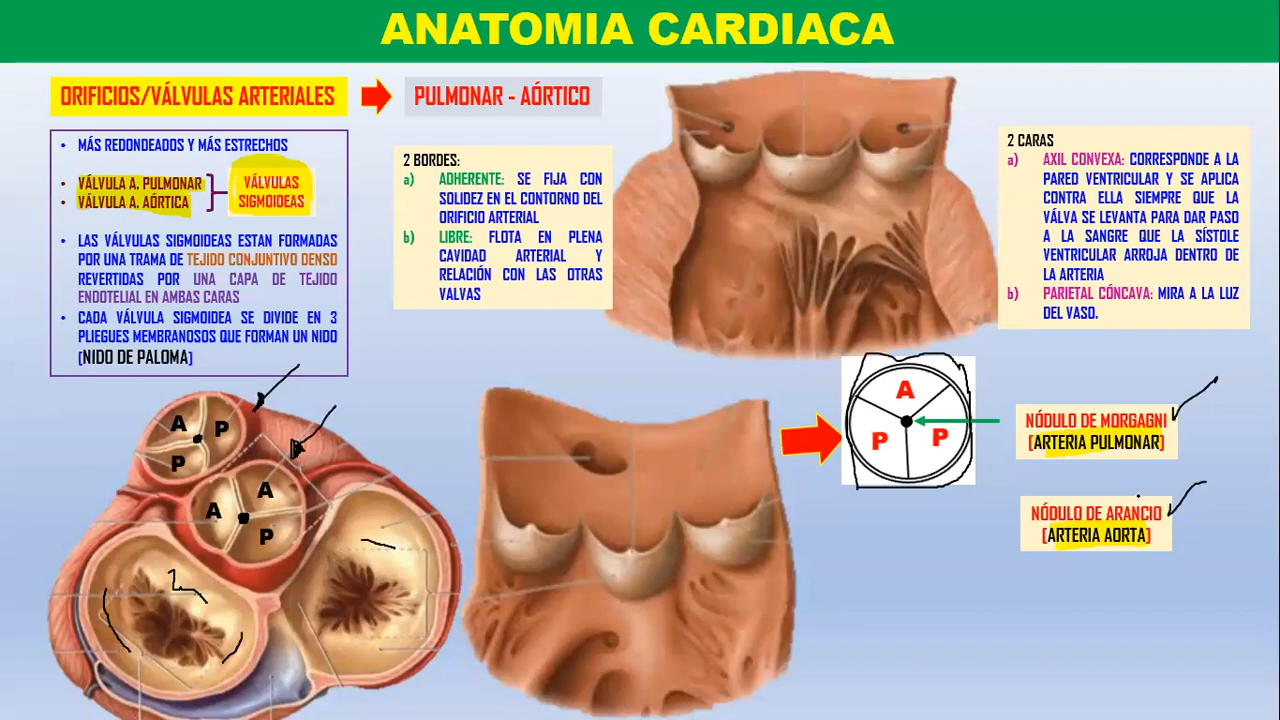 ANATOMIA CARDIACA
ORIFICIOS/VÁLVULAS ARTERIALES
PULMONAR - AÓRTICO
• MÁS REDONDEADOS Y MÁS ESTRECHOS
• VÁLVULA A. PULMONAR
• VÁLVULA A. AÓRTICA
VÁLVULAS
SIGMOIDEAS
• LAS VÁLVULAS SIGMOIDEAS ESTAN FORMADAS
POR UNA TRAMA DE TEJIDO CONJUNTIVO DENSO
REVERTIDAS POR UNA CAPA DE TEJIDO
ENDOTELIAL EN AMBAS CARAS
• CADA VÁLVULA SIGMOIDEA SE DIVIDE EN 3
PLIEGUES MEMBRANOSOS QUE FORMAN UN NIDO
[NIDO DE PALOMA]
2 BORDES:
a) ADHERENTE: SE FIJA CON
SOLIDEZ EN EL CONTORNO DEL
ORIFICIO ARTERIAL
b) LIBRE: FLOTA EN PLENA
CAVIDAD ARTERIAL Y
RELACIÓN CON LAS OTRAS
VALVAS
2 CARAS
a) AXIL CONVEXA: CORRESPONDE A LA
PARED VENTRICULAR Y SE APLICA
CONTRA ELLA SIEMPRE QUE LA
VÁLVA SE LEVANTA PARA DAR PASO
A LA SANGRE QUE LA SÍSTOLE
VENTRICULAR ARROJA DENTRO DE
LA ARTERIA
b) PARIETAL CÓNCAVA: MIRA A LA LUZ
DEL VASO.
A
P
P
A
A
P
A
P
P
NÓDULO DE MORGAGNI
[ARTERIA PULMONAR]
NÓDULO DE ARANCIO
[ARTERIA AORTA]